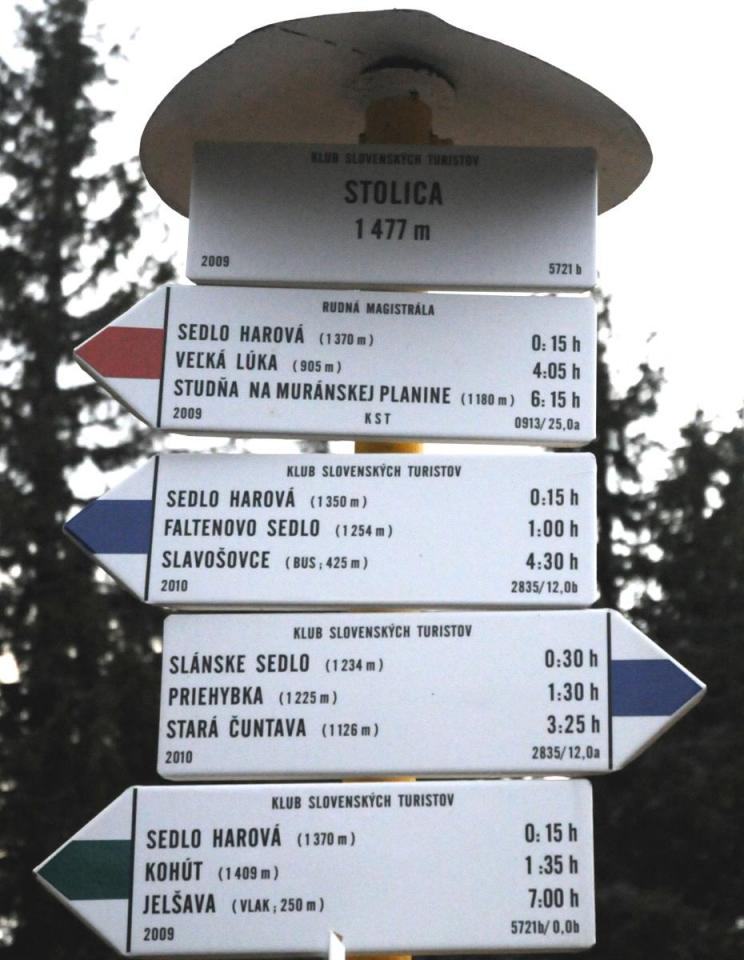 KLUB SLOVENSKÝCH TURISTOV
STOLICA
1 477 m
2009 5721 b
RUDNÁ MAGISTRÁLA
SEDLO HAROVÁ (1370 m) 0:15 h
VEĽKÁ LÚKA (905 m) 4:05 h
STUDŇA NA MURÁNSKEJ PLANINE (1180 m) 6:15 h
2009 KST 0913/25,0a
KLUB SLOVENSKÝCH TURISTOV
SEDLO HAROVÁ (1350 m) 0:15 h
FALTENOVO SEDLO (1254 m) 1:00 h
SLAVOŠOVCE (BUS; 425 m) 4:30 h
2010 2835/12,0b
KLUB SLOVENSKÝCH TURISTOV
SLÁNSKE SEDLO (1234 m) 0:30 h
PRIEHYBKA (1225 m) 1:30 h
STARÁ ČUNTAVA (1126 m) 3:25 h
2010 2835/12,0a
KLUB SLOVENSKÝCH TURISTOV
SEDLO HAROVÁ (1370 m) 0:15 h
KOHÚT (1409 m) 1:35 h
JELŠAVA (VLAK; 250 m) 7:00 h
2009 5721b/0,0b